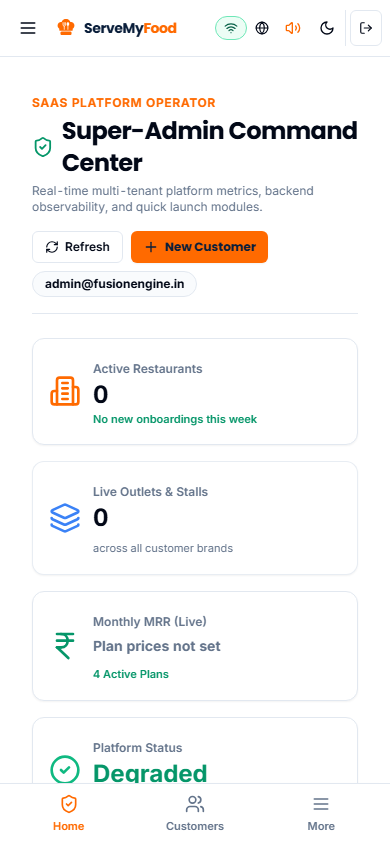 ServeMyFood
SAAS PLATFORM OPERATOR
Super-Admin Command
Center
Real-time multi-tenant platform metrics, backend
observability, and quick launch modules.
Refresh
New Customer
admin@fusionengine.in
Active Restaurants
0
No new onboardings this week
Live Outlets & Stalls
0
across all customer brands
Monthly MRR (Live)
Plan prices not set
4 Active Plans
Platform Status
Degraded
Home
Customers
More